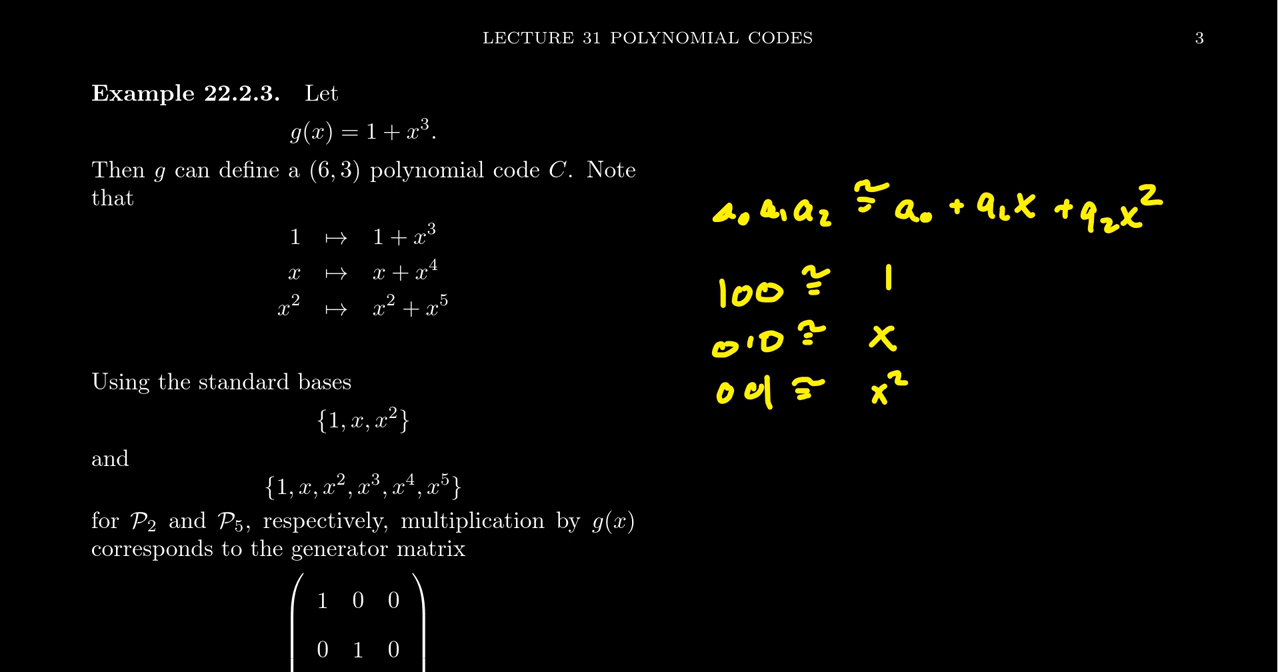 LECTURE 31 POLYNOMIAL CODES 3
Example 22.2.3. Let
g(x) = 1 + x³.
Then g can define a (6, 3) polynomial code C. Note
that
1 ↦ 1 + x³
x ↦ x + x⁴
x² ↦ x² + x⁵
Using the standard bases
{1, x, x²}
and
{1, x, x², x³, x⁴, x⁵}
for 𝒫₂ and 𝒫₅, respectively, multiplication by g(x)
corresponds to the generator matrix
1 0 0
0 1 0
a₀ a₁ a₂ ≅ a₀ + a₁x + a₂x²
100 ≅ 1
010 ≅ x
001 ≅ x²